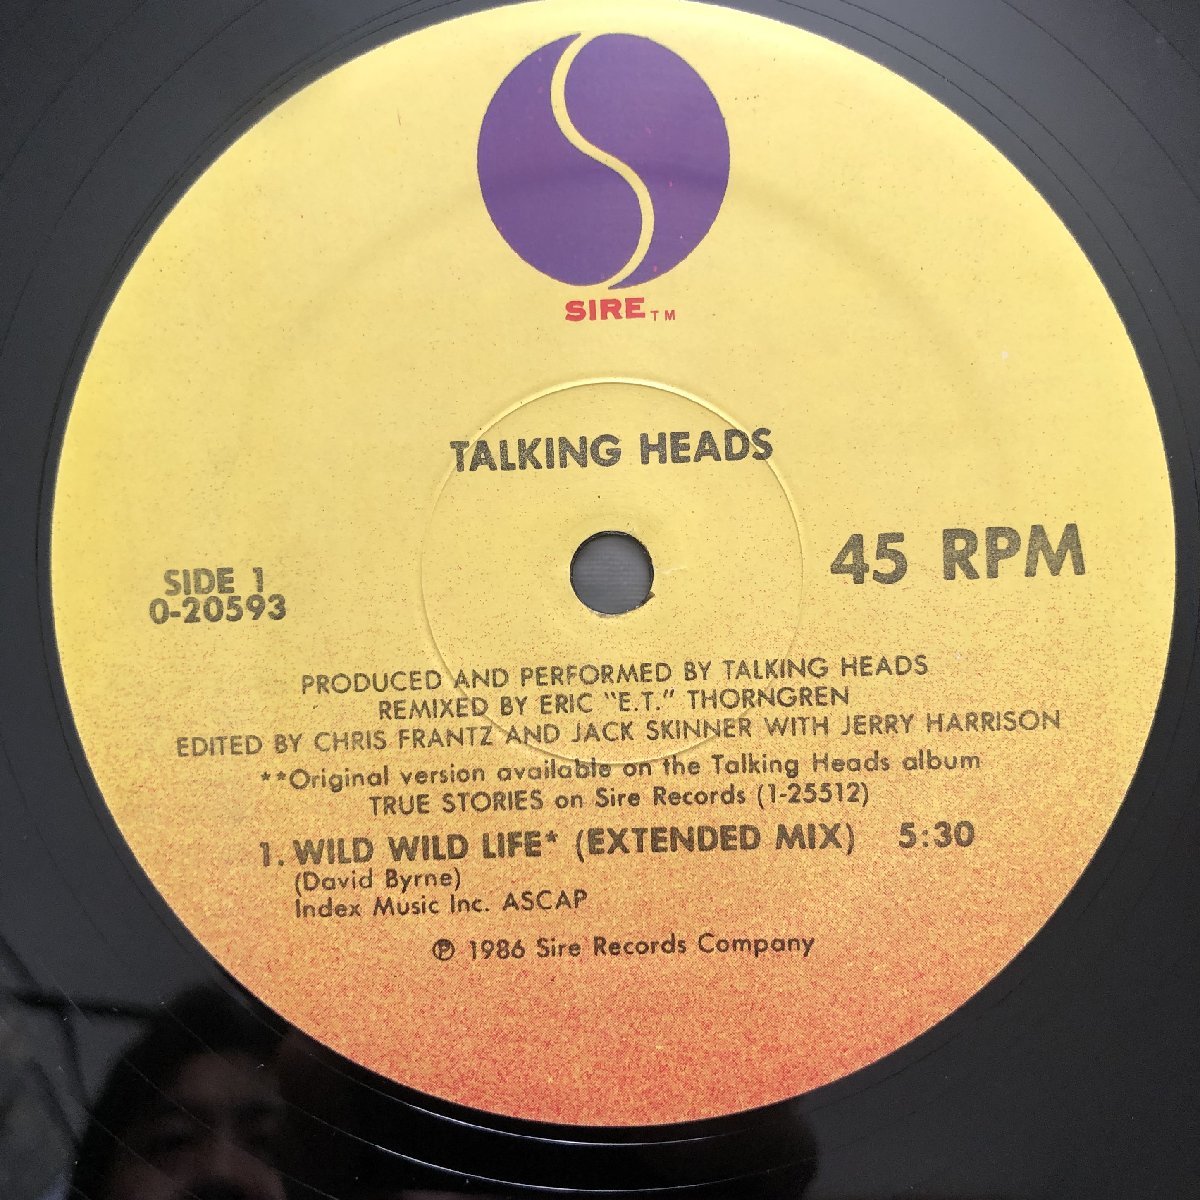 SIRE TM
TALKING HEADS
45 RPM
SIDE 1
0-20593
PRODUCED AND PERFORMED BY TALKING HEADS
REMIXED BY ERIC "E.T." THORNGREN
EDITED BY CHRIS FRANTZ AND JACK SKINNER WITH JERRY HARRISON
**Original version available on the Talking Heads album
TRUE STORIES on Sire Records (1-25512)
1. WILD WILD LIFE* (EXTENDED MIX) 5:30
(David Byrne)
Index Music Inc. ASCAP
℗ 1986 Sire Records Company